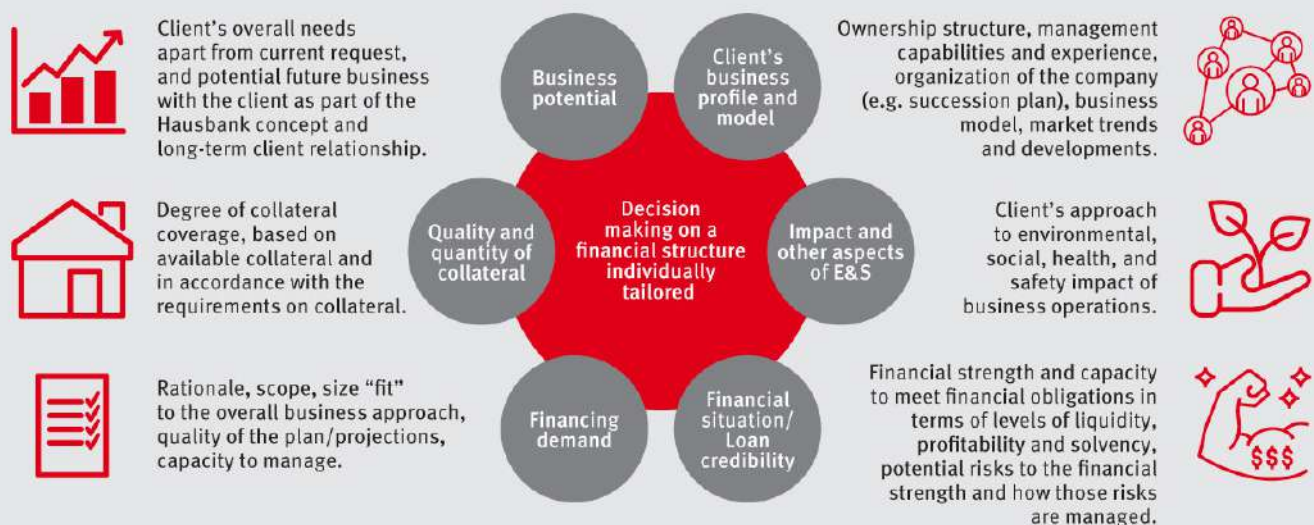 Client's overall needs
apart from current request,
and potential future business
with the client as part of the
Hausbank concept and
long-term client relationship.
Business
potential
Client's
business
profile and
model
Ownership structure, management
capabilities and experience,
organization of the company
(e.g. succession plan), business
model, market trends
and developments.
Degree of collateral
coverage, based on
available collateral and
in accordance with the
requirements on collateral.
Quality and
quantity of
collateral
Decision
making on a
financial structure
individually
tailored
Impact and
other aspects
of E&S
Client's approach
to environmental,
social, health, and
safety impact of
business operations.
Rationale, scope, size “fit”
to the overall business approach,
quality of the plan/projections,
capacity to manage.
Financing
demand
Financial
situation/
Loan
credibility
Financial strength and capacity
to meet financial obligations in
terms of levels of liquidity,
profitability and solvency,
potential risks to the financial
strength and how those risks
are managed.
$$$